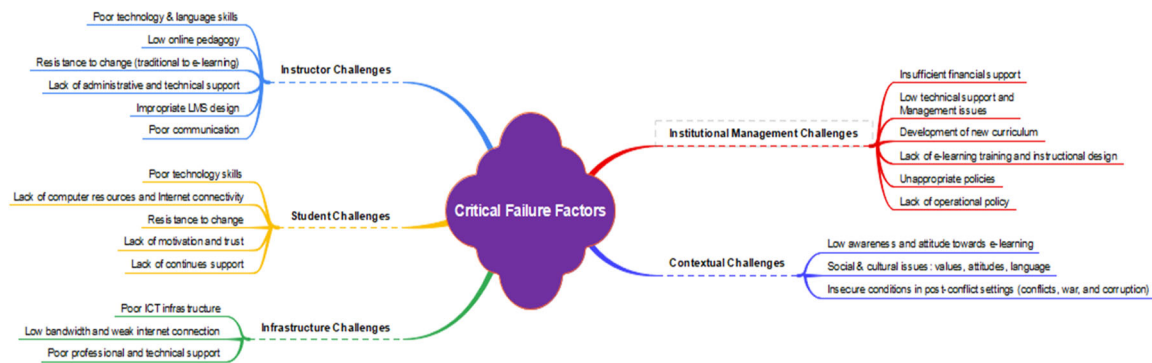 Poor technology & language skills
Low online pedagogy
Resistance to change (traditional to e-learning)
Lack of administrative and technical support
Impropriate LMS design
Poor communication
Instructor Challenges
Poor technology skills
Lack of computer resources and Internet connectivity
Resistance to change
Lack of motivation and trust
Lack of continues support
Student Challenges
Poor ICT infrastructure
Low bandwidth and weak internet connection
Poor professional and technical support
Infrastructure Challenges
Critical Failure Factors
Institutional Management Challenges
Insufficient financial support
Low technical support and
Management issues
Development of new curriculum
Lack of e-learning training and instructional design
Unappropriate policies
Lack of operational policy
Contextual Challenges
Low awareness and attitude towards e-learning
Social & cultural issues : values, attitudes, language
Insecure conditions in post-conflict settings (conflicts, war, and corruption)